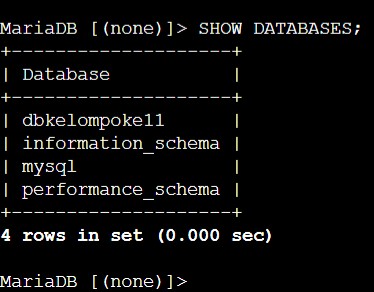 MariaDB [(none)]> SHOW DATABASES;
+--------------------+
| Database           |
+--------------------+
| dbkelompoke11      |
| information_schema |
| mysql              |
| performance_schema |
+--------------------+
4 rows in set (0.000 sec)
MariaDB [(none)]>